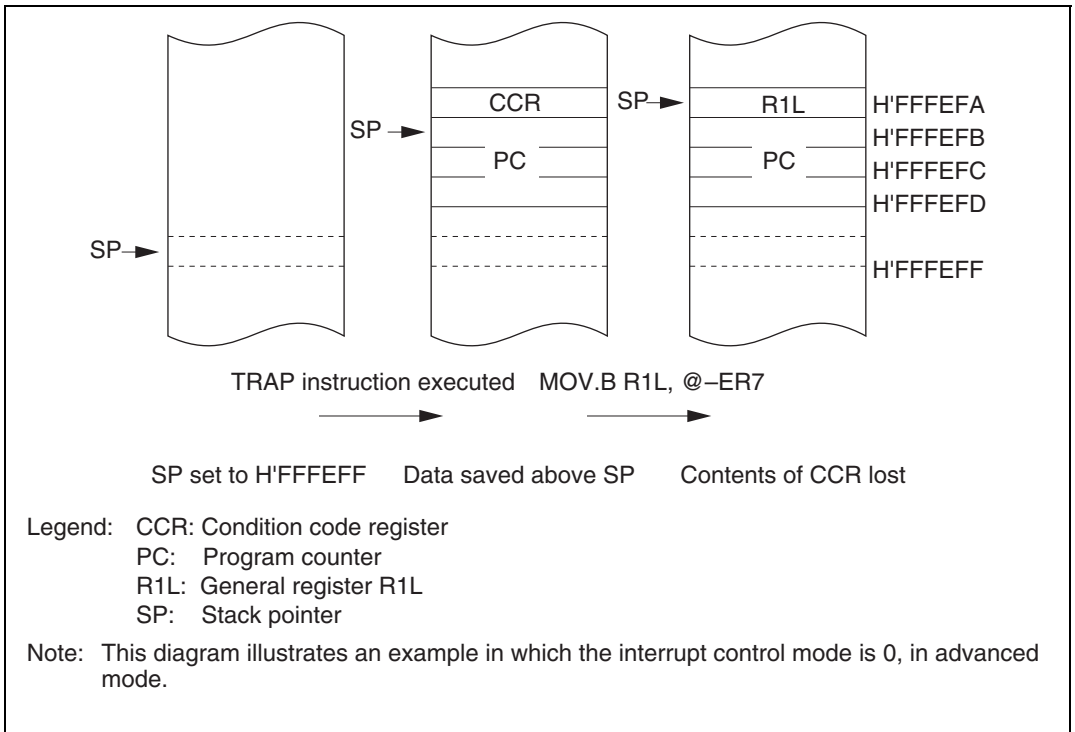 CCR
SP
R1L
H'FFFEFA
SP
H'FFFEFB
PC
PC
H'FFFEFC
H'FFFEFD
SP
H'FFFEFF
TRAP instruction executed
MOV.B R1L, @–ER7
SP set to H'FFFEFF
Data saved above SP
Contents of CCR lost
Legend: CCR: Condition code register
PC: Program counter
R1L: General register R1L
SP: Stack pointer
Note: This diagram illustrates an example in which the interrupt control mode is 0, in advanced
mode.